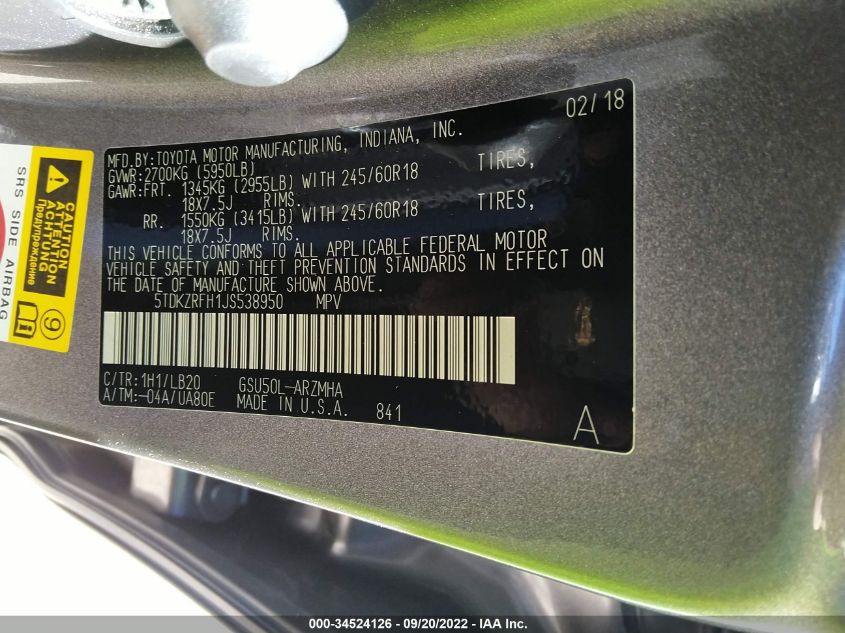 02/18
MFD.BY:TOYOTA MOTOR MANUFACTURING, INDIANA, INC.
GVWR:2700KG (5950LB)
GAWR:FRT. 1345KG (2955LB) WITH 245/60R18 TIRES,
18X7.5J RIMS.
RR. 1550KG (3415LB) WITH 245/60R18 TIRES,
18X7.5J RIMS.
THIS VEHICLE CONFORMS TO ALL APPLICABLE FEDERAL MOTOR
VEHICLE SAFETY AND THEFT PREVENTION STANDARDS IN EFFECT ON
THE DATE OF MANUFACTURE SHOWN ABOVE.
5TDKZRFH1JS538950 MPV
C/TR:1H1/LB20 GSU50L-ARZMHA
A/TM:-04A/UA80E MADE IN U.S.A. 841
A
SRS SIDE AIRBAG
CAUTION
ATTENTION
ACHTUNG
Предупреждение
9
000-34524126 - 09/20/2022 - IAA Inc.